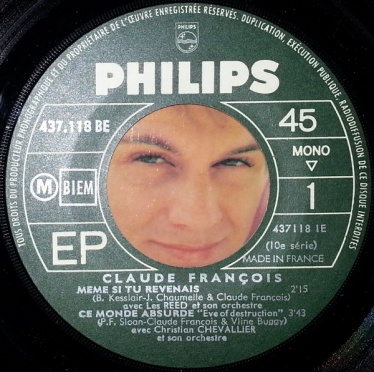 TOUS DROITS DU PRODUCTEUR PHONOGRAPHIQUE ET DU PROPRIÉTAIRE DE L'ŒUVRE ENREGISTRÉE RÉSERVÉS. DUPLICATION, EXÉCUTION PUBLIQUE, RADIODIFFUSION DE CE DISQUE INTERDITES
PHILIPS
PHILIPS
437.118 BE
45
MONO
M BIEM
1
EP
437118 1E
(10e série)
MADE IN FRANCE
CLAUDE FRANÇOIS
MEME SI TU REVENAIS 2'15
(B. Kesslair-J. Chaumelle & Claude François)
avec Les REED et son orchestre
CE MONDE ABSURDE "Eve of destruction" 3'43
(P.F. Sloan-Claude François & Vline Buggy)
avec Christian CHEVALLIER
et son orchestre